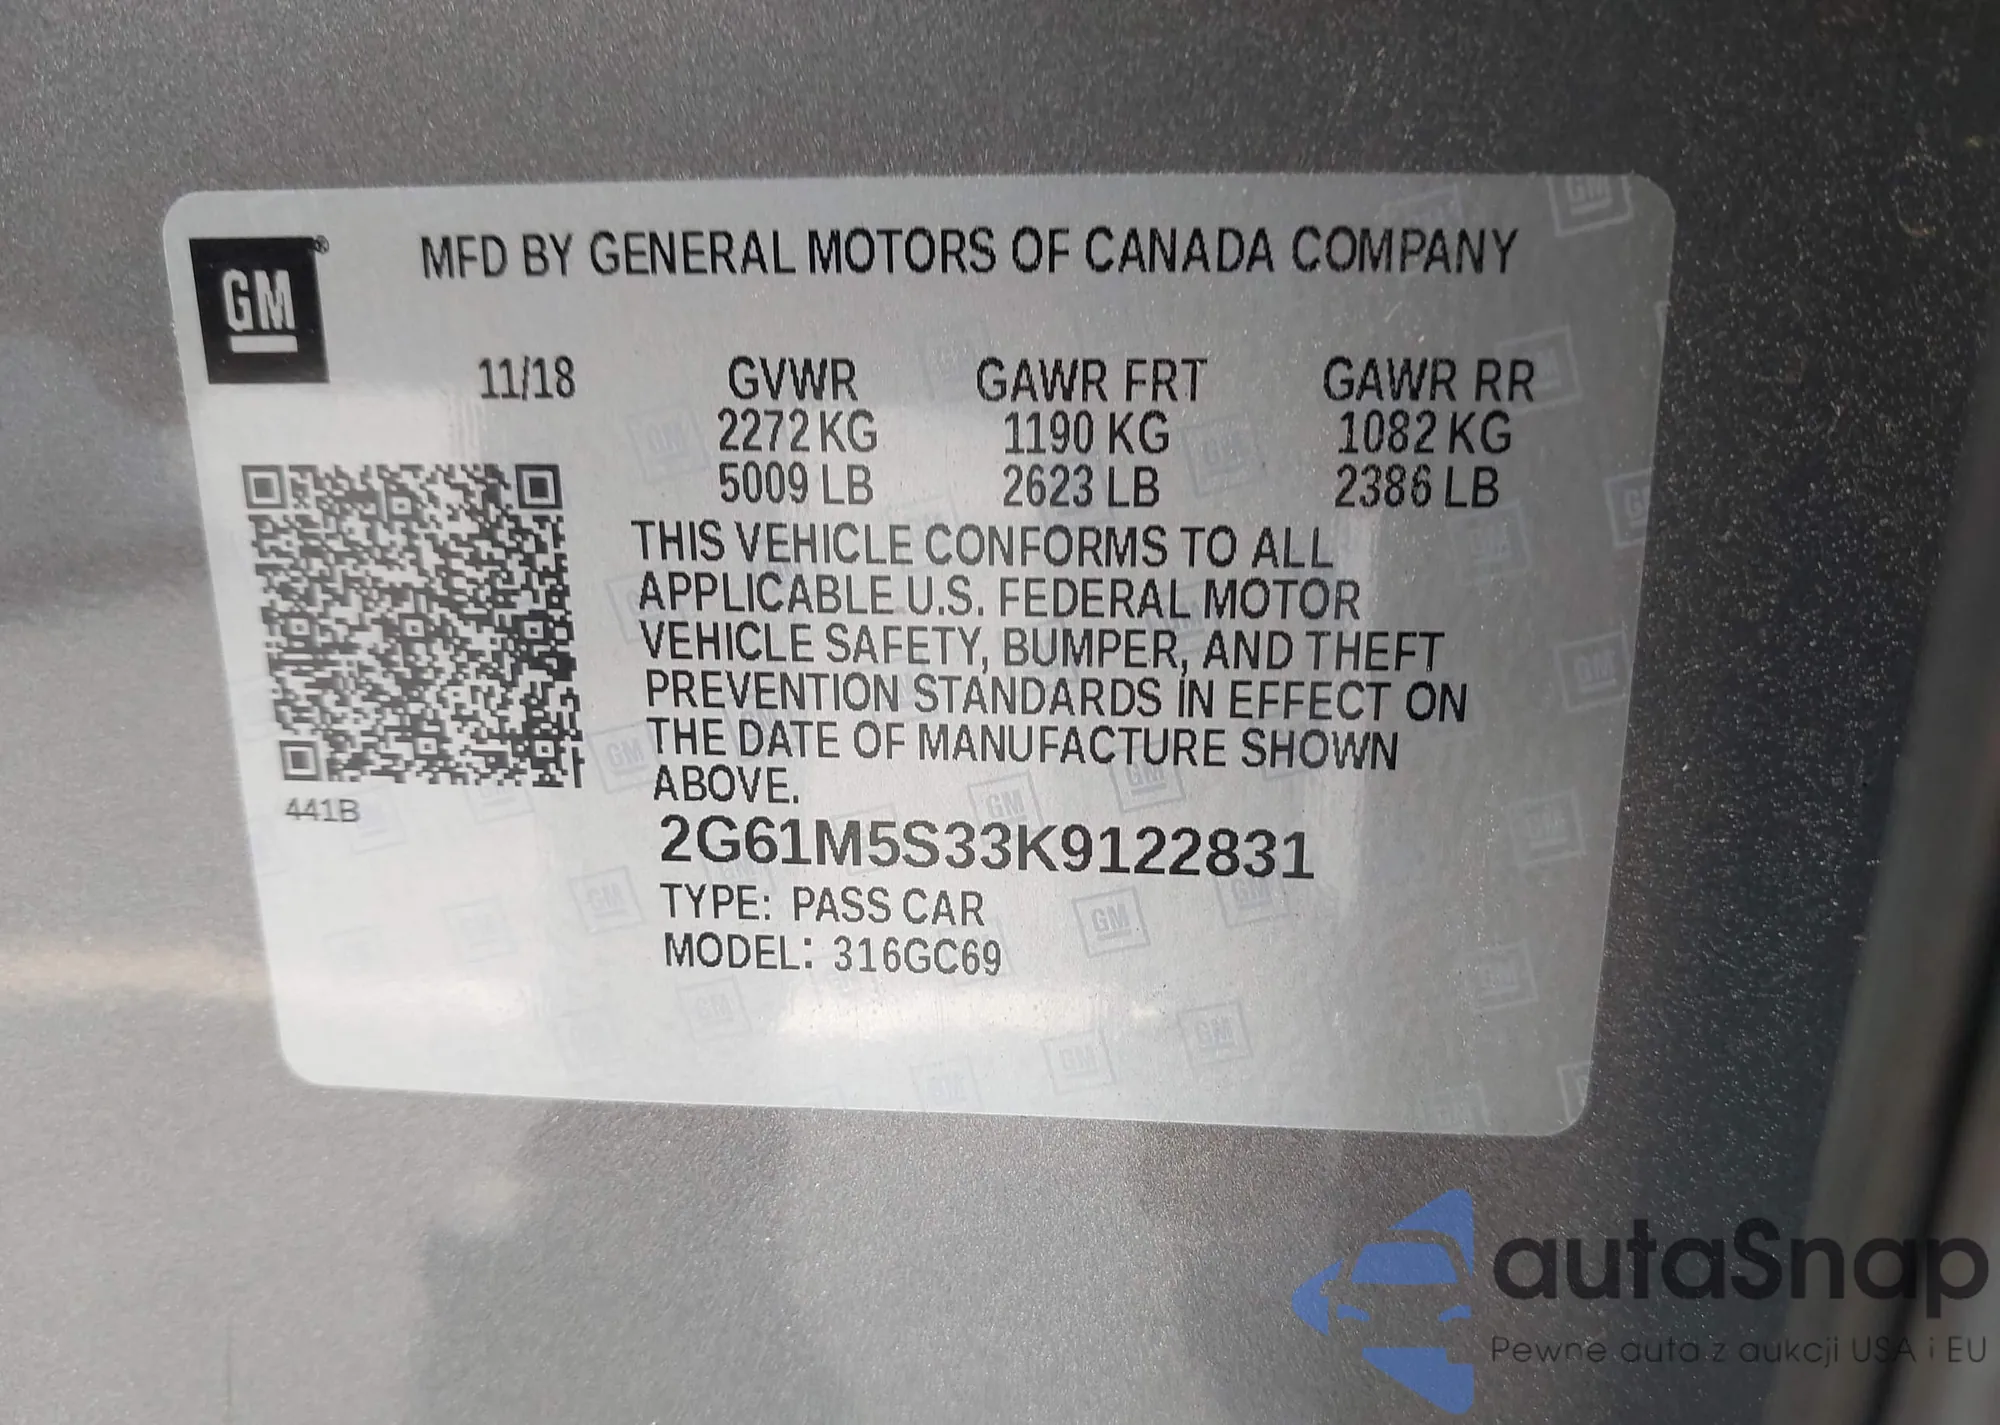 GM®
MFD BY GENERAL MOTORS OF CANADA COMPANY
11/18 GVWR GAWR FRT GAWR RR
2272 KG 1190 KG 1082 KG
5009 LB 2623 LB 2386 LB
THIS VEHICLE CONFORMS TO ALL
APPLICABLE U.S. FEDERAL MOTOR
VEHICLE SAFETY, BUMPER, AND THEFT
PREVENTION STANDARDS IN EFFECT ON
THE DATE OF MANUFACTURE SHOWN
ABOVE.
441B
2G61M5S33K9122831
TYPE: PASS CAR
MODEL: 316GC69
autaSnap
Pewne auta z aukcji USA i EU